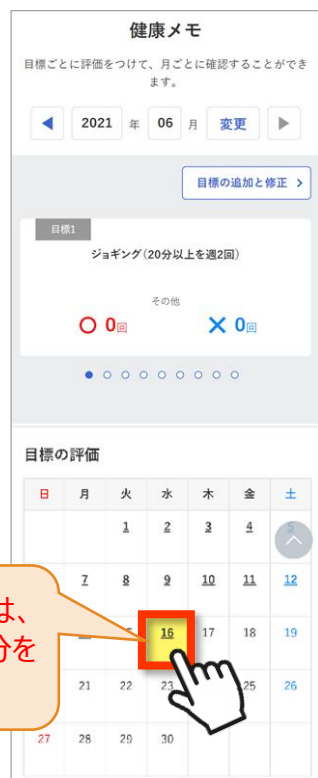 健康メモ
目標ごとに評価をつけて、月ごとに確認することができ
ます。
2021 年 06 月 変更
目標の追加と修正
目標1
ジョギング(20分以上を週2回)
その他
0回 0回
目標の評価
日 月 火 水 木 金 土
1 2 3 4
7 8 9 10 11 12
は、
16 17 18 19
分を
21 22 23 25 26
27 28 29 30